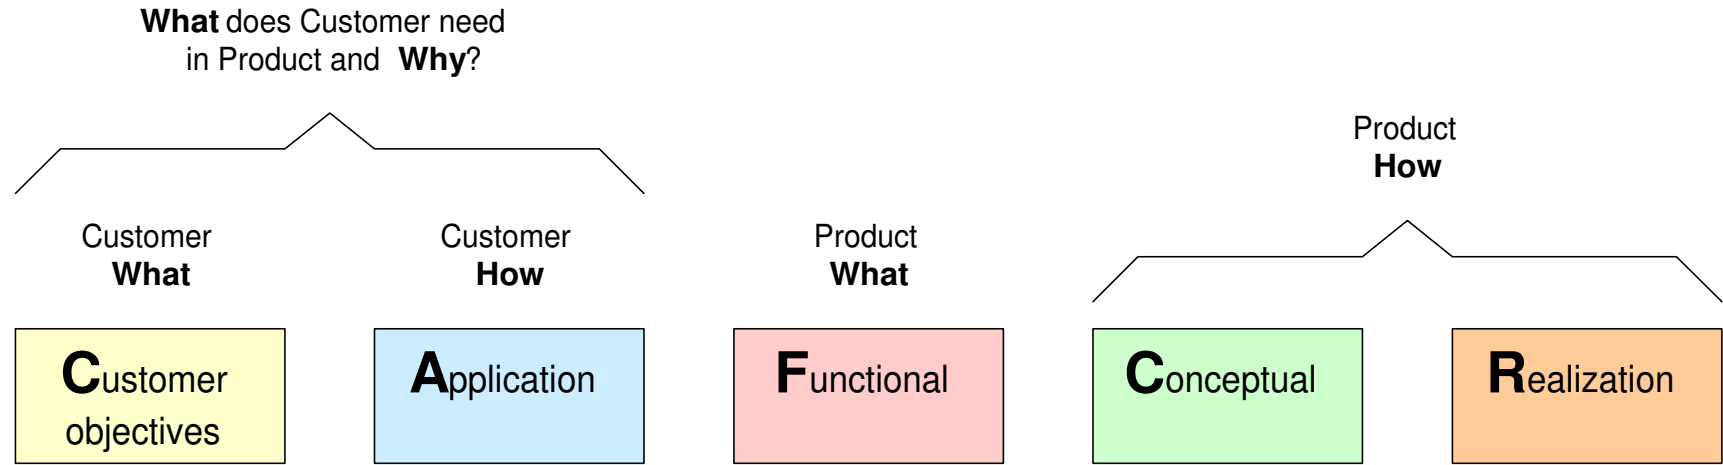 What does Customer need
in Product and Why?
Product
How
Customer
What
Customer
How
Product
What
Customer
objectives
Application
Functional
Conceptual
Realization